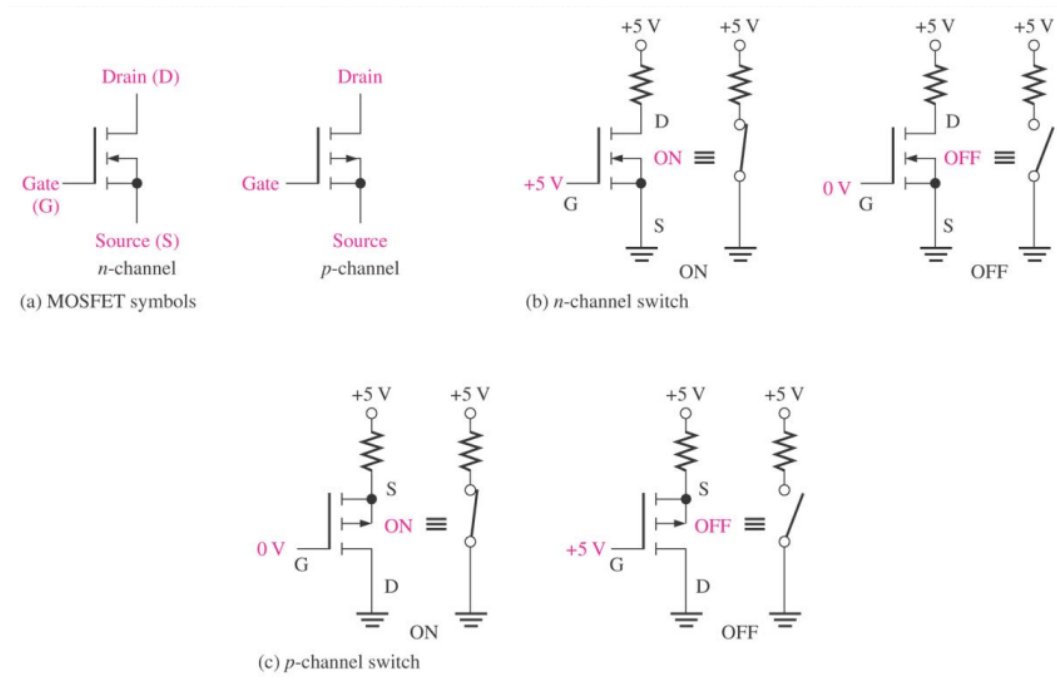 Drain (D)
Gate
(G)
Source (S)
n-channel
Drain
Gate
Source
p-channel
(a) MOSFET symbols
+5 V
+5 V
D
ON
+5 V
G
S
ON
+5 V
+5 V
D
OFF
0 V
G
S
OFF
(b) n-channel switch
+5 V
+5 V
S
ON
0 V
G
D
ON
+5 V
+5 V
S
OFF
+5 V
G
D
OFF
(c) p-channel switch